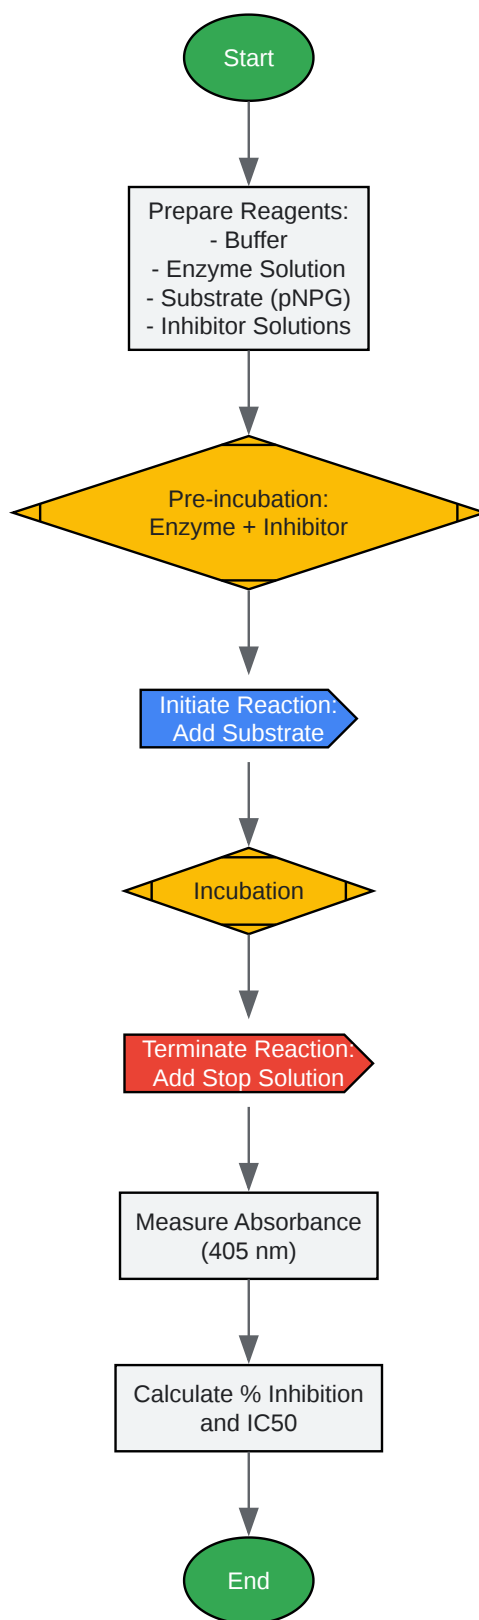 Start
Prepare Reagents:
- Buffer
- Enzyme Solution
- Substrate (pNPG)
- Inhibitor Solutions
Pre-incubation:
Enzyme + Inhibitor
Initiate Reaction:
Add Substrate
Incubation
Terminate Reaction:
Add Stop Solution
Measure Absorbance
(405 nm)
Calculate % Inhibition
and IC50
End